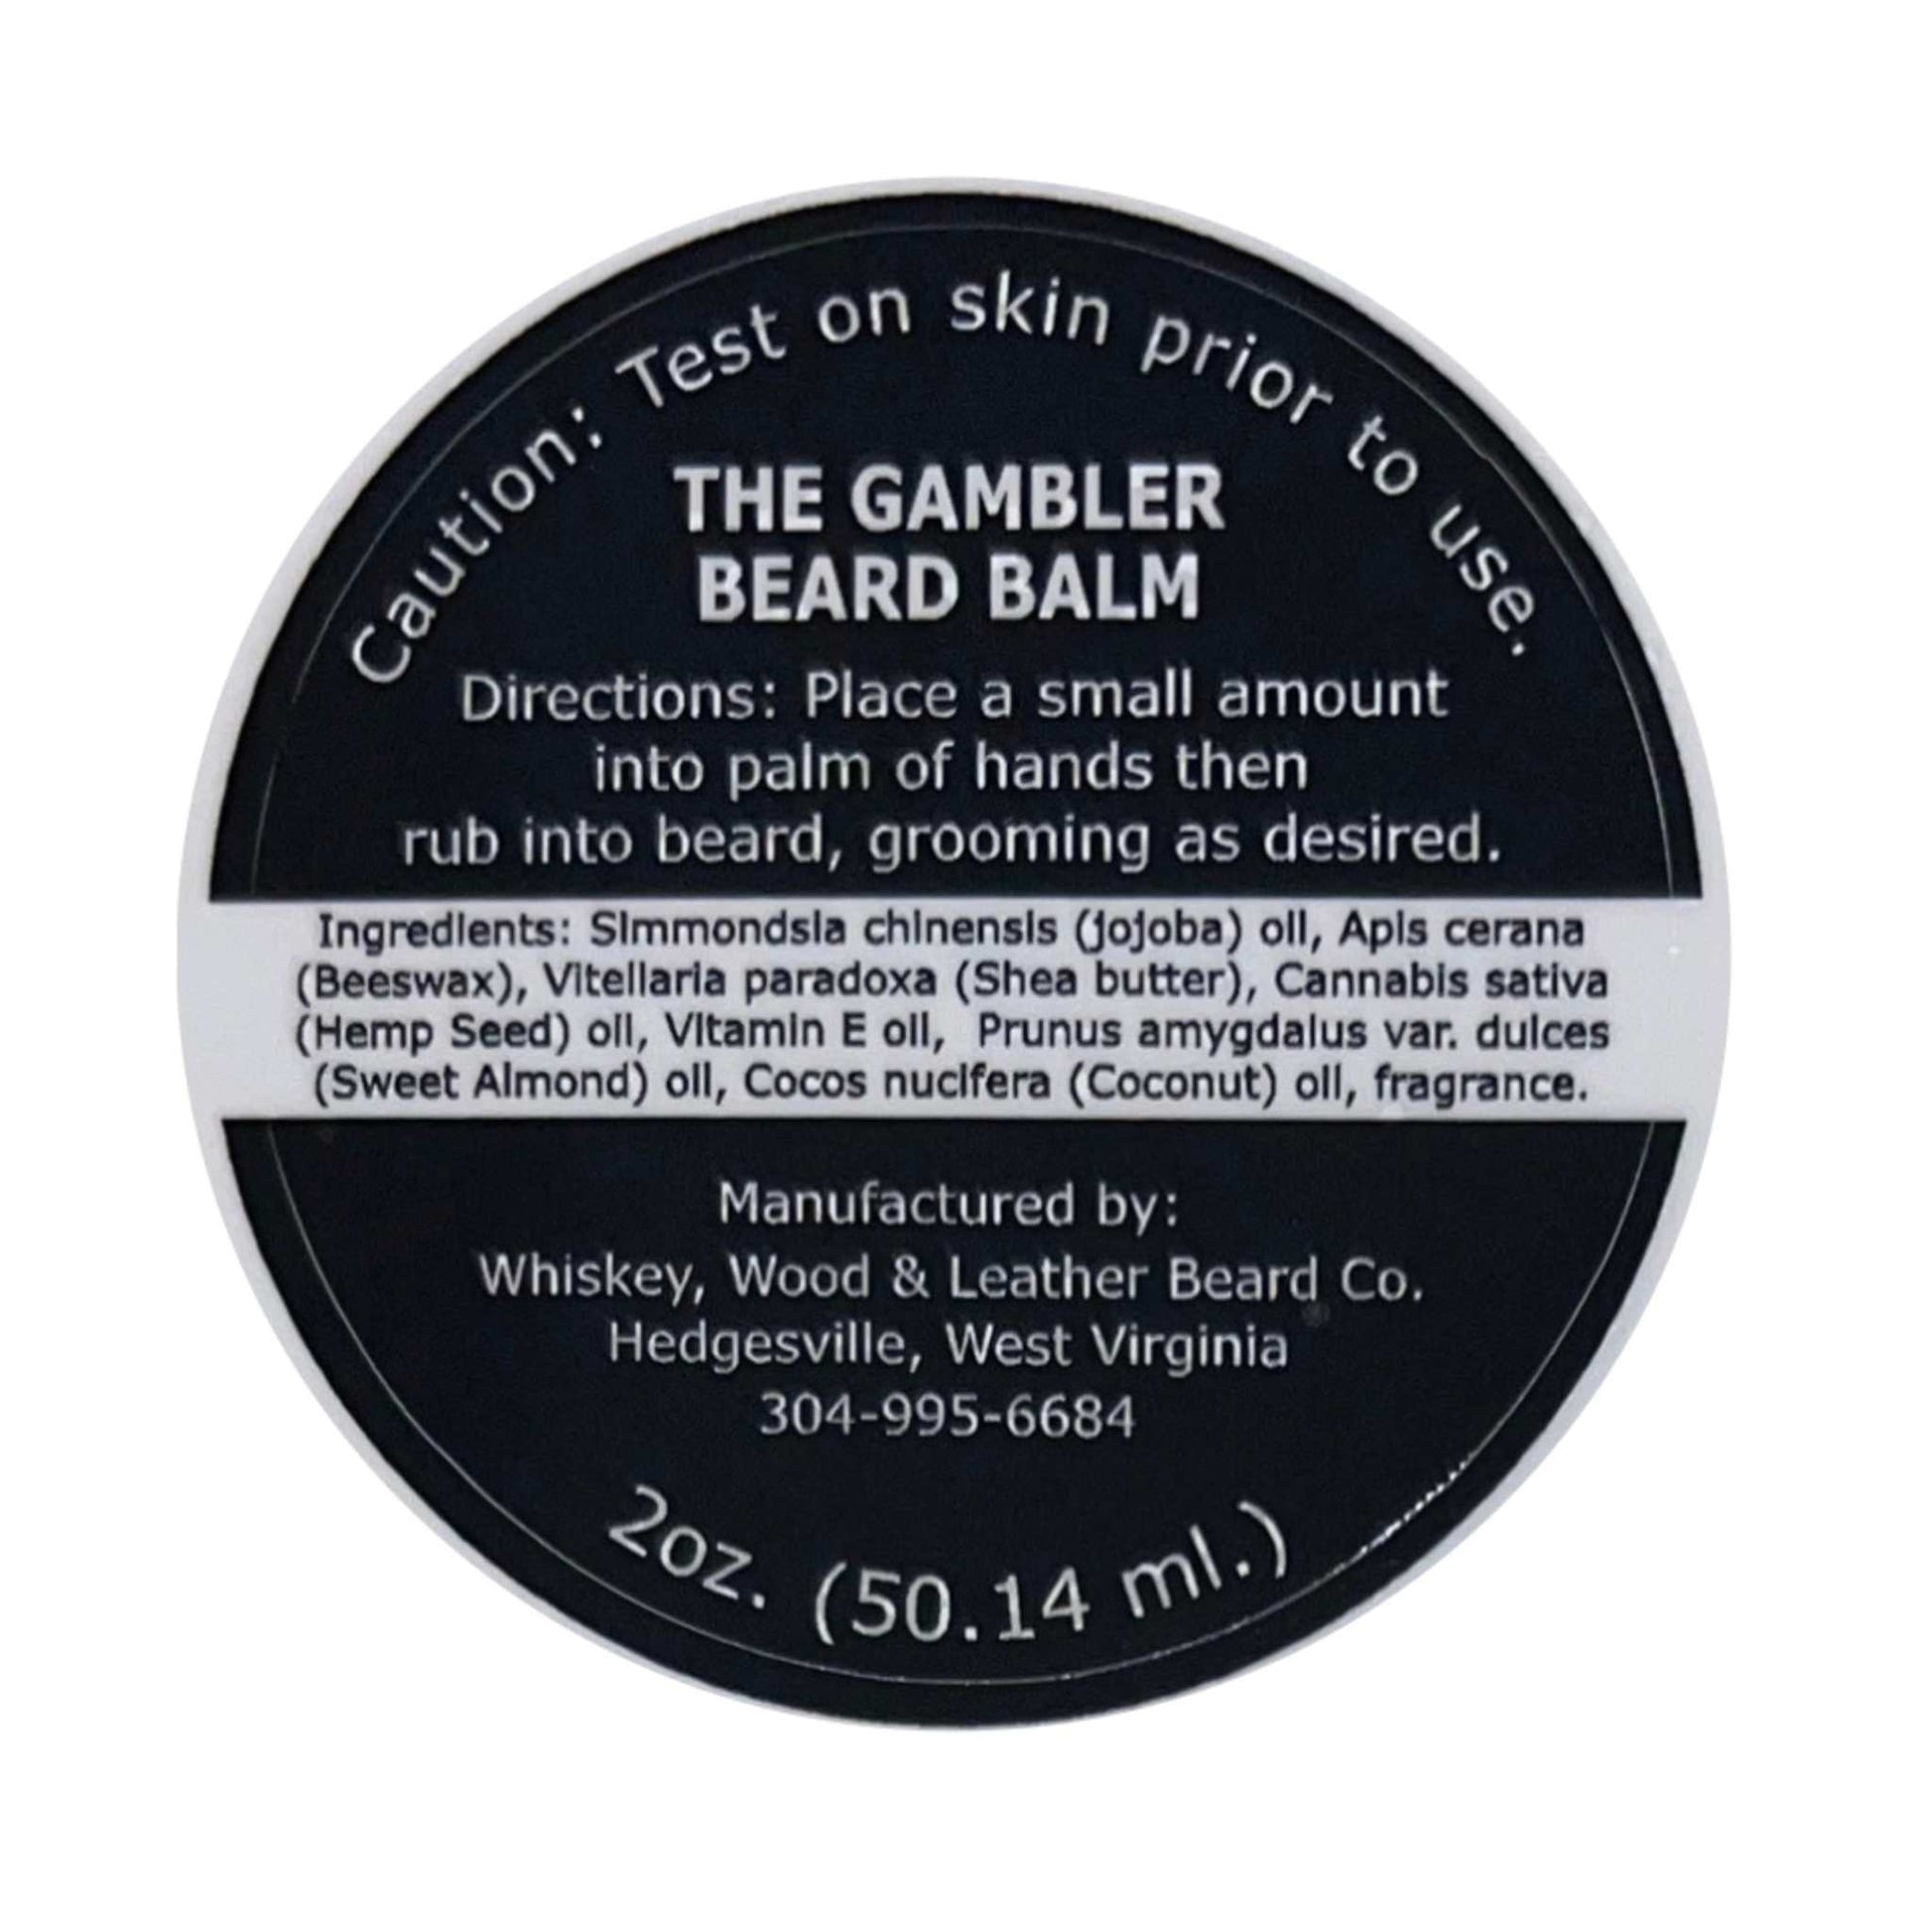 Caution: Test on skin prior to use.
THE GAMBLER
BEARD BALM
Directions: Place a small amount
into palm of hands then
rub into beard, grooming as desired.
Ingredients: Simmondsia chinensis (jojoba) oil, Apis cerana
(Beeswax), Vitellaria paradoxa (Shea butter), Cannabis sativa
(Hemp Seed) oil, Vitamin E oil, Prunus amygdalus var. dulces
(Sweet Almond) oil, Cocos nucifera (Coconut) oil, fragrance.
Manufactured by:
Whiskey, Wood & Leather Beard Co.
Hedgesville, West Virginia
304-995-6684
2oz. (50.14 ml.)